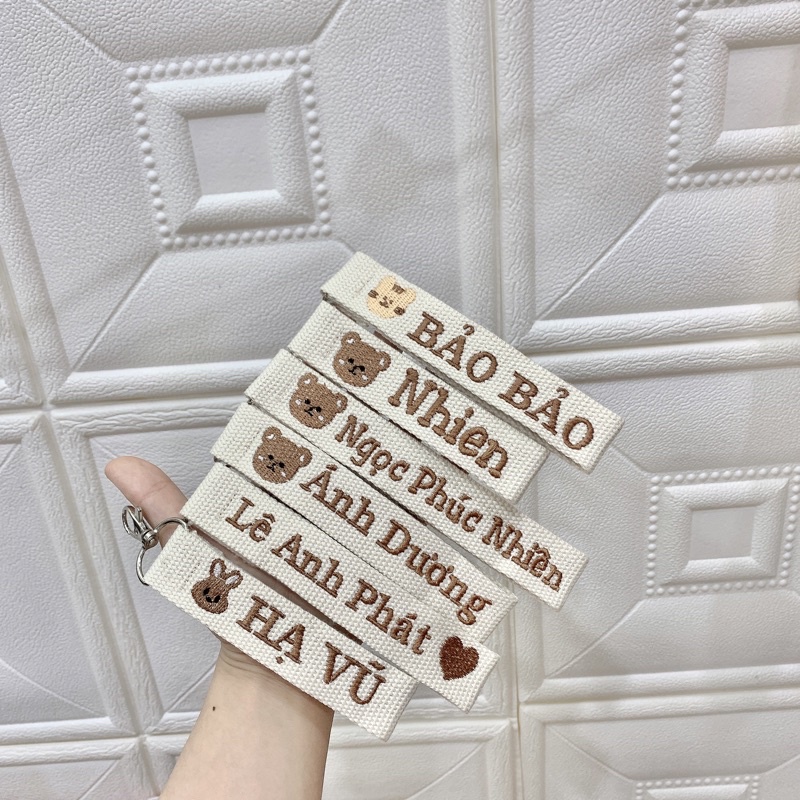 BẢO BẢO
Nhien
Ngọc Phúc Nhiên
Ánh Dương
Lê Anh Phát
HẠ VŨ